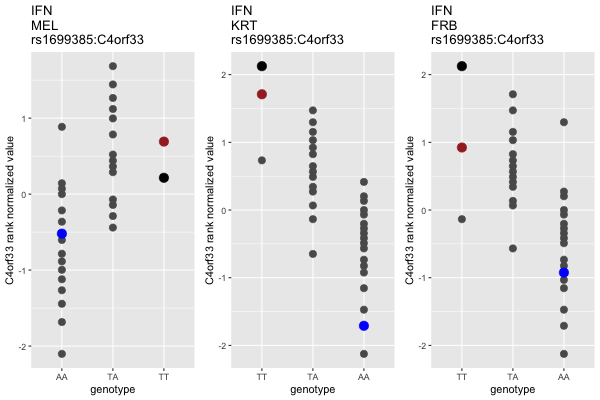 IFN
MEL
rs1699385:C4orf33
C4orf33 rank normalized value
1
0
-1
-2
AA
TA
TT
genotype
IFN
KRT
rs1699385:C4orf33
C4orf33 rank normalized value
2
1
0
-1
-2
TT
TA
AA
genotype
IFN
FRB
rs1699385:C4orf33
C4orf33 rank normalized value
2
1
0
-1
-2
TT
TA
AA
genotype